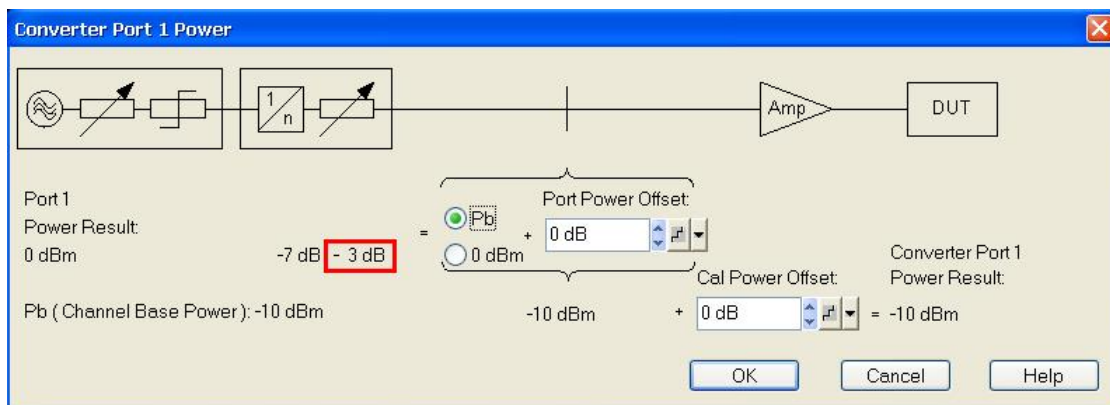 Converter Port 1 Power
1
n
Amp
DUT
Port 1
Power Result:
0 dBm
-7 dB - 3 dB
=
Pb
0 dBm
+
Port Power Offset:
0 dB
Converter Port 1
Power Result:
Cal Power Offset:
Pb ( Channel Base Power ): -10 dBm
-10 dBm
+
0 dB
= -10 dBm
OK
Cancel
Help